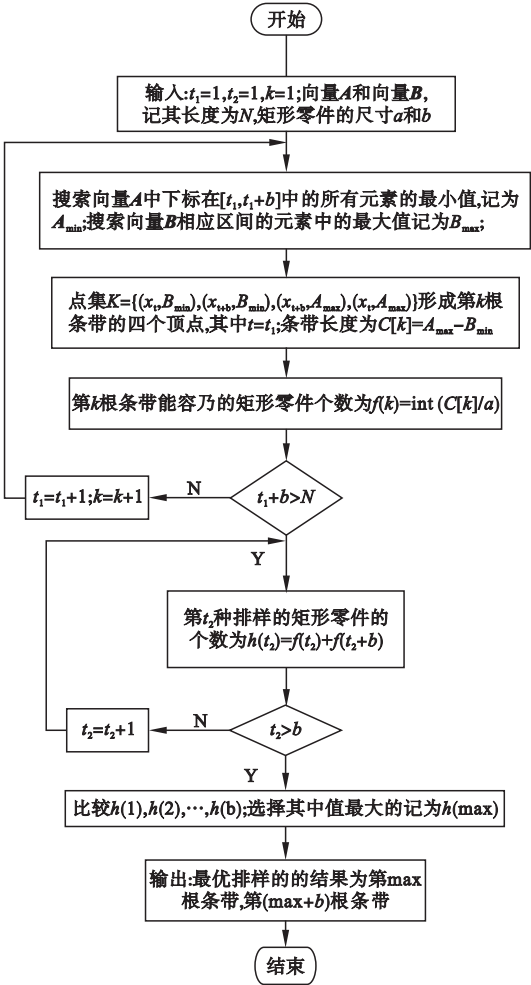 开始
输入:t₁=1,t₂=1,k=1;向量A和向量B,
记其长度为N,矩形零件的尺寸a和b
搜索向量A中下标在[t₁,t₁+b]中的所有元素的最小值,记为
Amin;搜索向量B相应区间的元素中的最大值记为Bmax;
点集K={(xt,Bmin),(xt+b,Bmin),(xt+b,Amax),(xt,Amax)}形成第k根
条带的四个顶点,其中t=t₁;条带长度为C[k]=Amax−Bmin
第k根条带能容乃的矩形零件个数为f(k)=int (C[k]/a)
t₁+b>N
N
t₁=t₁+1;k=k+1
Y
第t₂种排样的矩形零件的
个数为h(t₂)=f(t₂)+f(t₂+b)
t₂>b
N
t₂=t₂+1
Y
比较h(1),h(2),…,h(b);选择其中值最大的记为h(max)
输出:最优排样的的结果为第max
根条带,第(max+b)根条带
结束